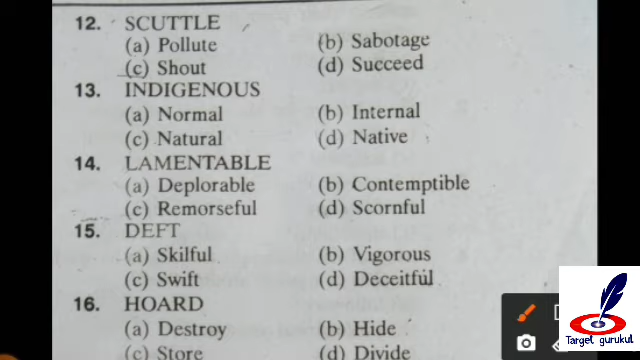 12. SCUTTLE
(a) Pollute (b) Sabotage
(c) Shout (d) Succeed
13. INDIGENOUS
(a) Normal (b) Internal
(c) Natural (d) Native
14. LAMENTABLE
(a) Deplorable (b) Contemptible
(c) Remorseful (d) Scornful
15. DEFT
(a) Skilful (b) Vigorous
(c) Swift (d) Deceitful
16. HOARD
(a) Destroy (b) Hide
(c) Store (d) Divide
Target gurukul